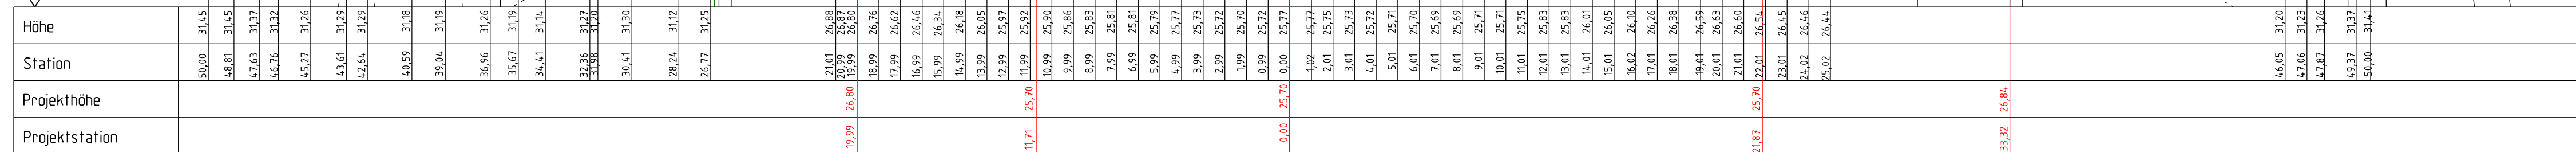 Höhe 31,45 31,45 31,37 31,32 31,26 31,29 31,29 31,18 31,19 31,26 31,19 31,14 31,27 31,20 31,30 31,12 31,25 26,88 26,87 26,80 26,76 26,62 26,46 26,34 26,18 26,05 25,97 25,92 25,90 25,86 25,83 25,81 25,81 25,79 25,77 25,73 25,72 25,70 25,72 25,77 25,77 25,75 25,73 25,72 25,71 25,70 25,69 25,69 25,71 25,71 25,75 25,83 25,83 26,01 26,05 26,10 26,26 26,38 26,59 26,63 26,60 26,54 26,45 26,46 26,44 31,20 31,23 31,26 31,37 31,41
Station 50,00 48,81 47,63 46,76 45,27 43,61 42,64 40,59 39,04 36,96 35,67 34,41 32,36 31,98 30,41 28,24 26,77 21,01 20,99 19,99 18,99 17,99 16,99 15,99 14,99 13,99 12,99 11,99 10,99 9,99 8,99 7,99 6,99 5,99 4,99 3,99 2,99 1,99 0,99 0,00 1,02 2,01 3,01 4,01 5,01 6,01 7,01 8,01 9,01 10,01 11,01 12,01 13,01 14,01 15,01 16,02 17,01 18,01 19,01 20,01 21,01 22,01 23,01 24,02 25,02 46,05 47,06 47,87 49,37 50,00
Projekthöhe 26,80 25,70 25,70 25,70 26,84
Projektstation 19,99 11,71 0,00 21,87 33,32